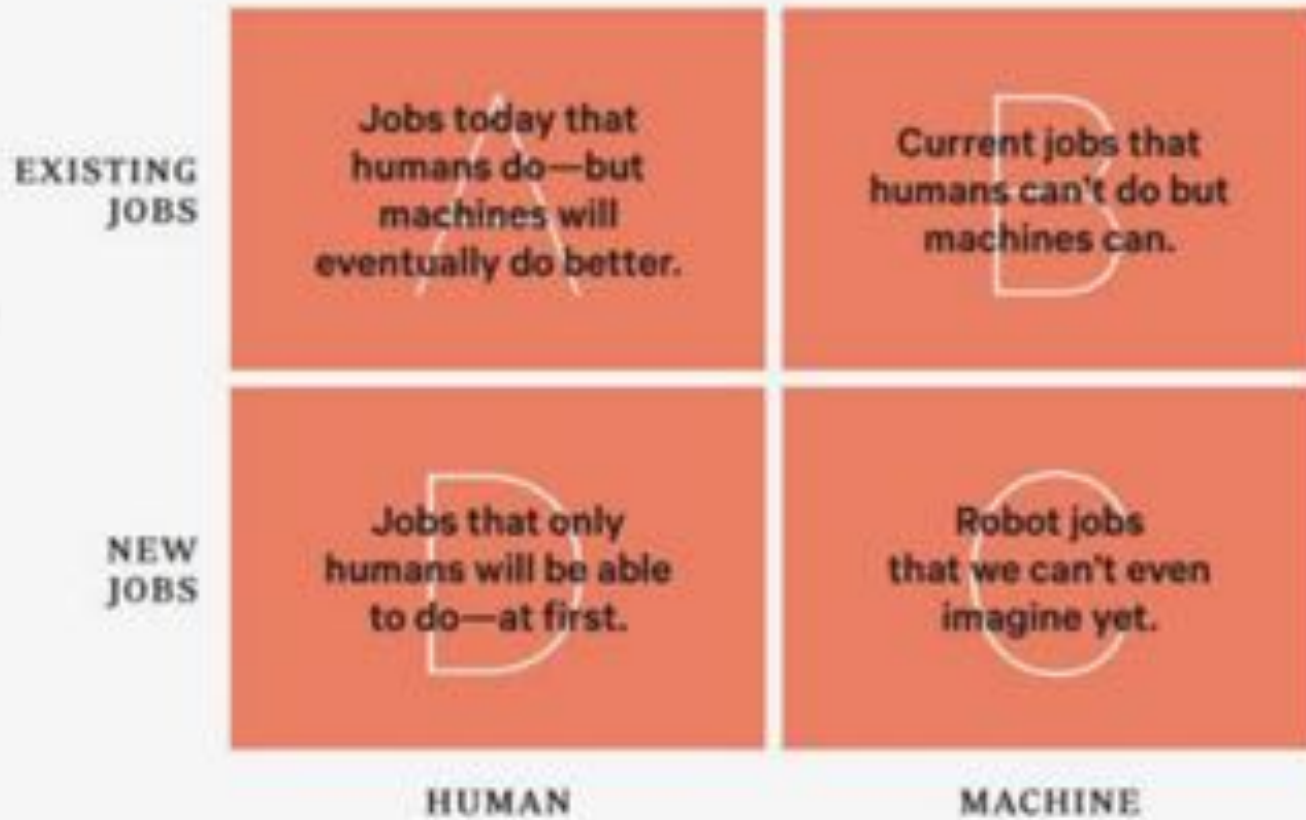 EXISTING
JOBS
A
Jobs today that
humans do—but
machines will
eventually do better.
B
Current jobs that
humans can't do but
machines can.
NEW
JOBS
D
Jobs that only
humans will be able
to do—at first.
C
Robot jobs
that we can't even
imagine yet.
HUMAN
MACHINE